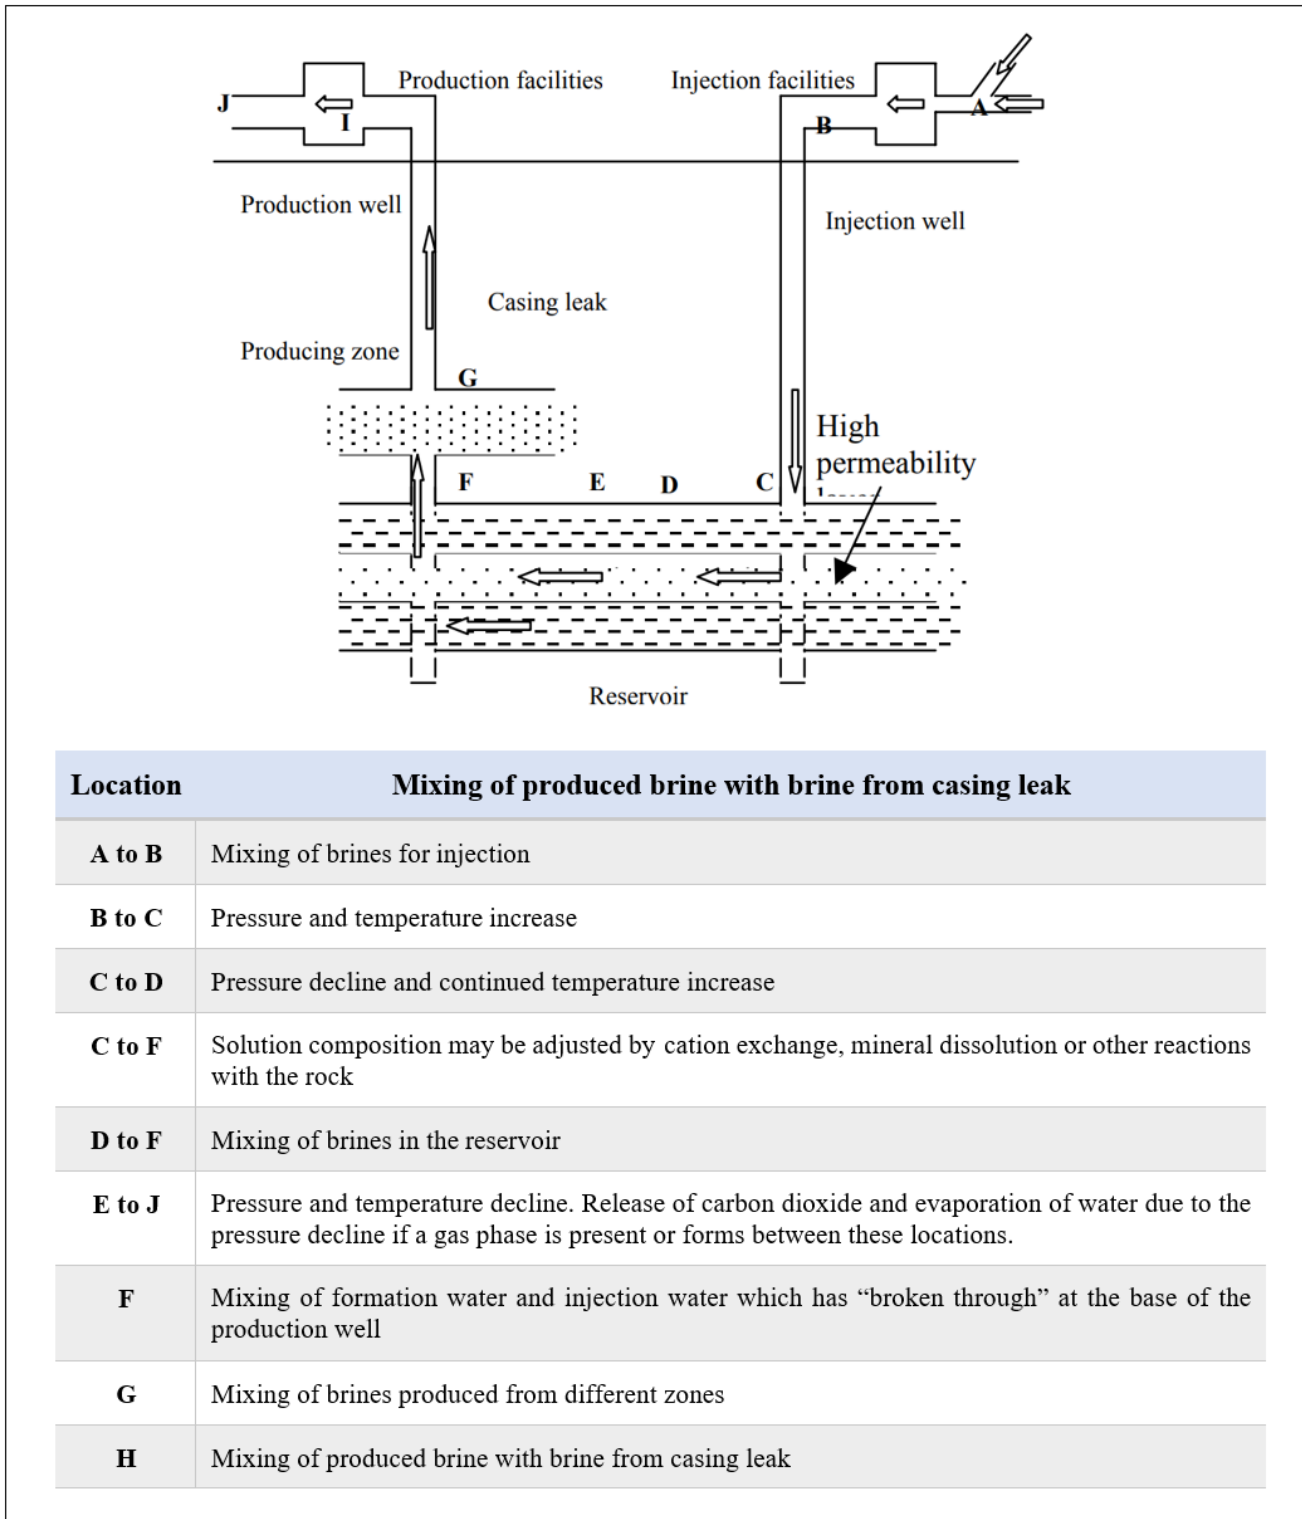 Production facilities
Injection facilities
J
I
B
A
Production well
Injection well
Casing leak
Producing zone
G
High
permeability
F
E
D
C
Reservoir
Location
Mixing of produced brine with brine from casing leak
A to B
Mixing of brines for injection
B to C
Pressure and temperature increase
C to D
Pressure decline and continued temperature increase
C to F
Solution composition may be adjusted by cation exchange, mineral dissolution or other reactions
with the rock
D to F
Mixing of brines in the reservoir
E to J
Pressure and temperature decline. Release of carbon dioxide and evaporation of water due to the
pressure decline if a gas phase is present or forms between these locations.
F
Mixing of formation water and injection water which has “broken through” at the base of the
production well
G
Mixing of brines produced from different zones
H
Mixing of produced brine with brine from casing leak